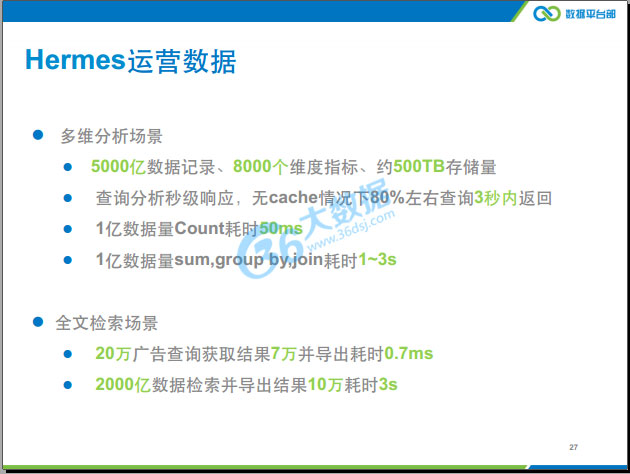 数据平台部
Hermes运营数据
多维分析场景
5000亿数据记录、8000个维度指标、约500TB存储量
查询分析秒级响应，无cache情况下80%左右查询3秒内返回
1亿数据量Count耗时50ms
1亿数据量sum,group by,join耗时1~3s
36大数据
www.36dsj.com
全文检索场景
20万广告查询获取结果7万并导出耗时0.7ms
2000亿数据检索并导出结果10万耗时3s
27